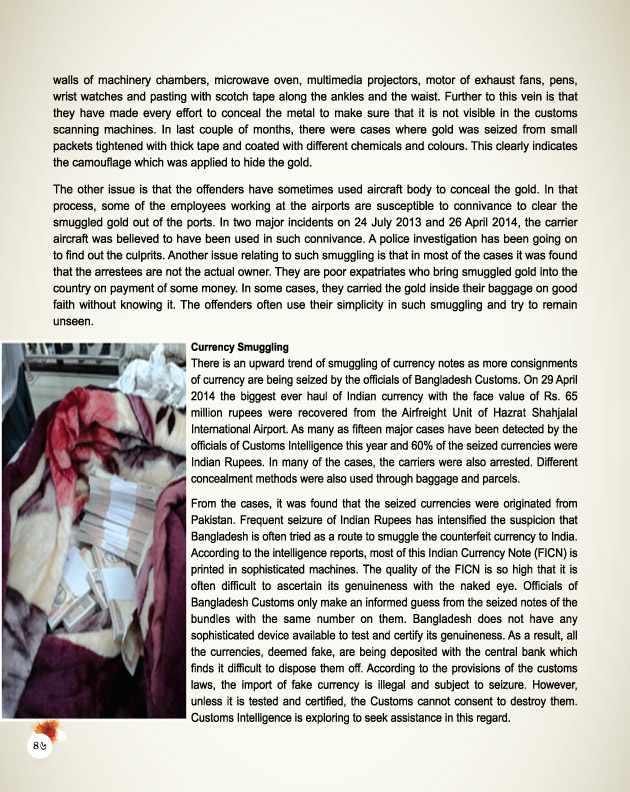 walls of machinery chambers, microwave oven, multimedia projectors, motor of exhaust fans, pens,
wrist watches and pasting with scotch tape along the ankles and the waist. Further to this vein is that
they have made every effort to conceal the metal to make sure that it is not visible in the customs
scanning machines. In last couple of months, there were cases where gold was seized from small
packets tightened with thick tape and coated with different chemicals and colours. This clearly indicates
the camouflage which was applied to hide the gold.
The other issue is that the offenders have sometimes used aircraft body to conceal the gold. In that
process, some of the employees working at the airports are susceptible to connivance to clear the
smuggled gold out of the ports. In two major incidents on 24 July 2013 and 26 April 2014, the carrier
aircraft was believed to have been used in such connivance. A police investigation has been going on
to find out the culprits. Another issue relating to such smuggling is that in most of the cases it was found
that the arrestees are not the actual owner. They are poor expatriates who bring smuggled gold into the
country on payment of some money. In some cases, they carried the gold inside their baggage on good
faith without knowing it. The offenders often use their simplicity in such smuggling and try to remain
unseen.
Currency Smuggling
There is an upward trend of smuggling of currency notes as more consignments
of currency are being seized by the officials of Bangladesh Customs. On 29 April
2014 the biggest ever haul of Indian currency with the face value of Rs. 65
million rupees were recovered from the Airfreight Unit of Hazrat Shahjalal
International Airport. As many as fifteen major cases have been detected by the
officials of Customs Intelligence this year and 60% of the seized currencies were
Indian Rupees. In many of the cases, the carriers were also arrested. Different
concealment methods were also used through baggage and parcels.
From the cases, it was found that the seized currencies were originated from
Pakistan. Frequent seizure of Indian Rupees has intensified the suspicion that
Bangladesh is often tried as a route to smuggle the counterfeit currency to India.
According to the intelligence reports, most of this Indian Currency Note (FICN) is
printed in sophisticated machines. The quality of the FICN is so high that it is
often difficult to ascertain its genuineness with the naked eye. Officials of
Bangladesh Customs only make an informed guess from the seized notes of the
bundles with the same number on them. Bangladesh does not have any
sophisticated device available to test and certify its genuineness. As a result, all
the currencies, deemed fake, are being deposited with the central bank which
finds it difficult to dispose them off. According to the provisions of the customs
laws, the import of fake currency is illegal and subject to seizure. However,
unless it is tested and certified, the Customs cannot consent to destroy them.
Customs Intelligence is exploring to seek assistance in this regard.
৪৬